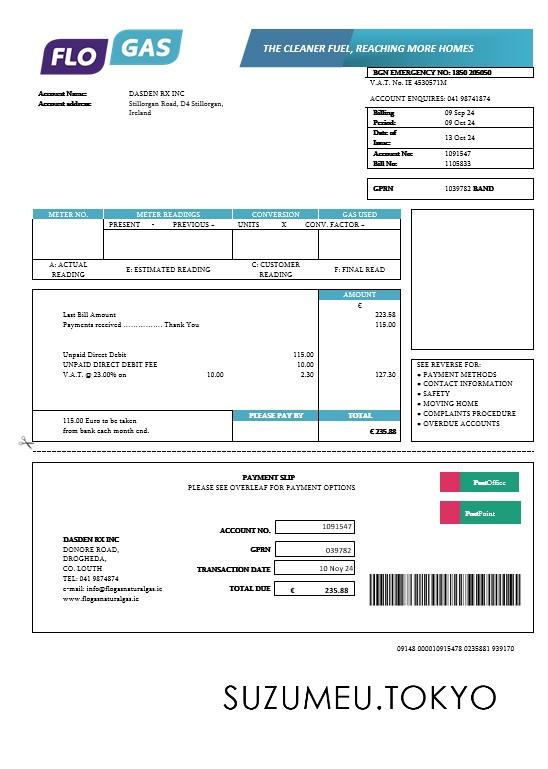 FLO GAS
THE CLEANER FUEL, REACHING MORE HOMES
BGN EMERGENCY NO: 1850 205050
V.A.T. No. IE 4530571M
ACCOUNT ENQUIRES: 041 98741874
Account Name: DASDEN RX INC
Account address: Stillorgan Road, D4 Stillorgan,
Ireland
Billing 09 Sep 24
Period: 09 Oct 24
Date of
Issue: 13 Oct 24
Account No: 1091547
Bill No: 1105833
GPRN 1039782 BAND
METER NO. METER READINGS CONVERSION GAS USED
PRESENT - PREVIOUS = UNITS X CONV. FACTOR =
A: ACTUAL READING E: ESTIMATED READING C: CUSTOMER READING F: FINAL READ
AMOUNT
€
Last Bill Amount 223.58
Payments received ................ Thank You 115.00
Unpaid Direct Debit 115.00
UNPAID DIRECT DEBIT FEE 10.00
V.A.T. @ 23.00% on 10.00 2.30 127.30
SEE REVERSE FOR:
● PAYMENT METHODS
● CONTACT INFORMATION
● SAFETY
● MOVING HOME
● COMPLAINTS PROCEDURE
● OVERDUE ACCOUNTS
115.00 Euro to be taken
from bank each month end.
PLEASE PAY BY TOTAL
€ 235.88
PAYMENT SLIP
PLEASE SEE OVERLEAF FOR PAYMENT OPTIONS
PostOffice
PostPoint
DASDEN RX INC
DONORE ROAD,
DROGHEDA,
CO. LOUTH
TEL: 041 9874874
e-mail: info@flogasnaturalgas.ie
www.flogasnaturalgas.ie
ACCOUNT NO. 1091547
GPRN 039782
TRANSACTION DATE 10 Noy 24
TOTAL DUE € 235.88
09148 000010915478 0235881 939170
SUZUMEU.TOKYO